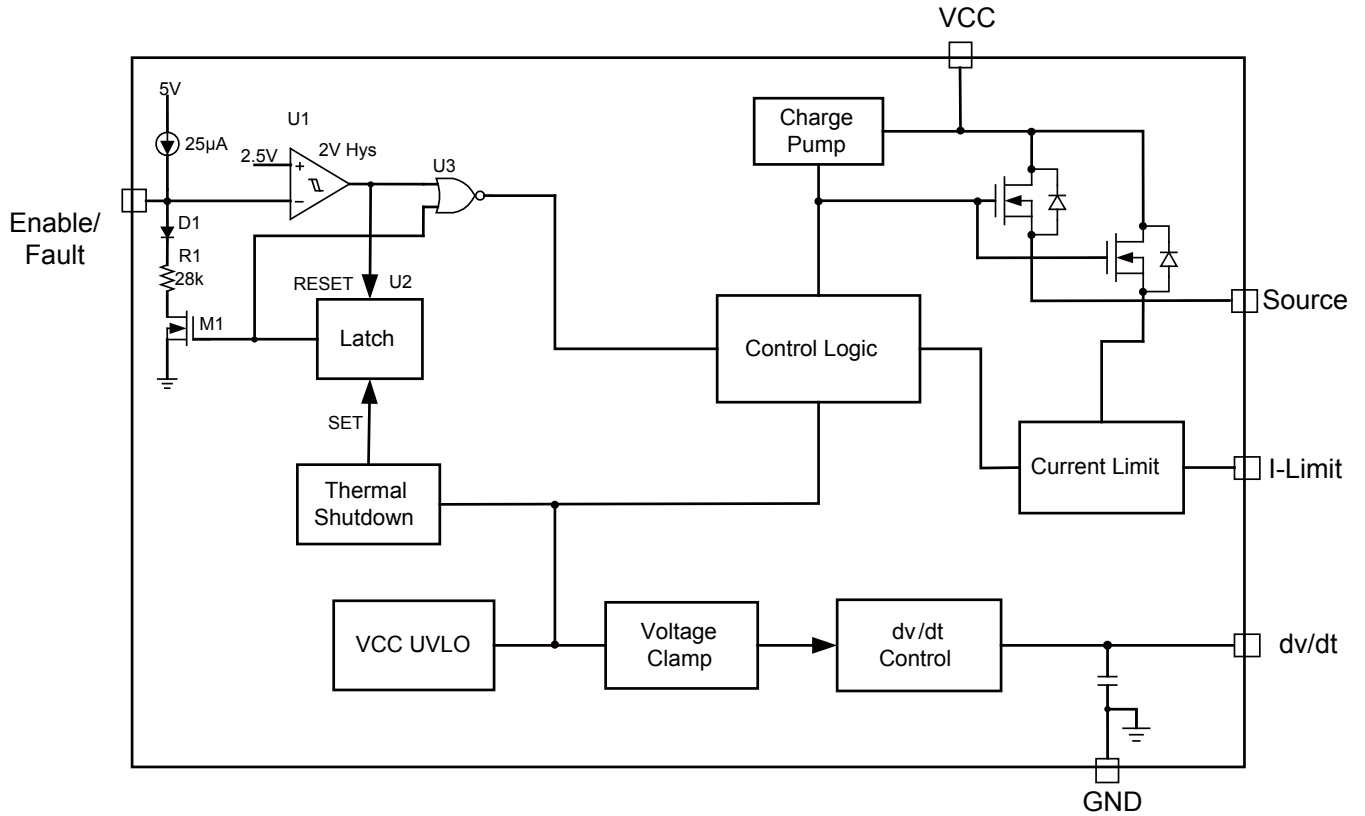 VCC
5V
U1
25µA
2.5V
2V Hys
+
−
U3
Charge
Pump
Enable/
Fault
D1
R1
28k
RESET
U2
M1
Latch
SET
Control Logic
Source
Thermal
Shutdown
Current Limit
I-Limit
VCC UVLO
Voltage
Clamp
dv/dt
Control
dv/dt
GND